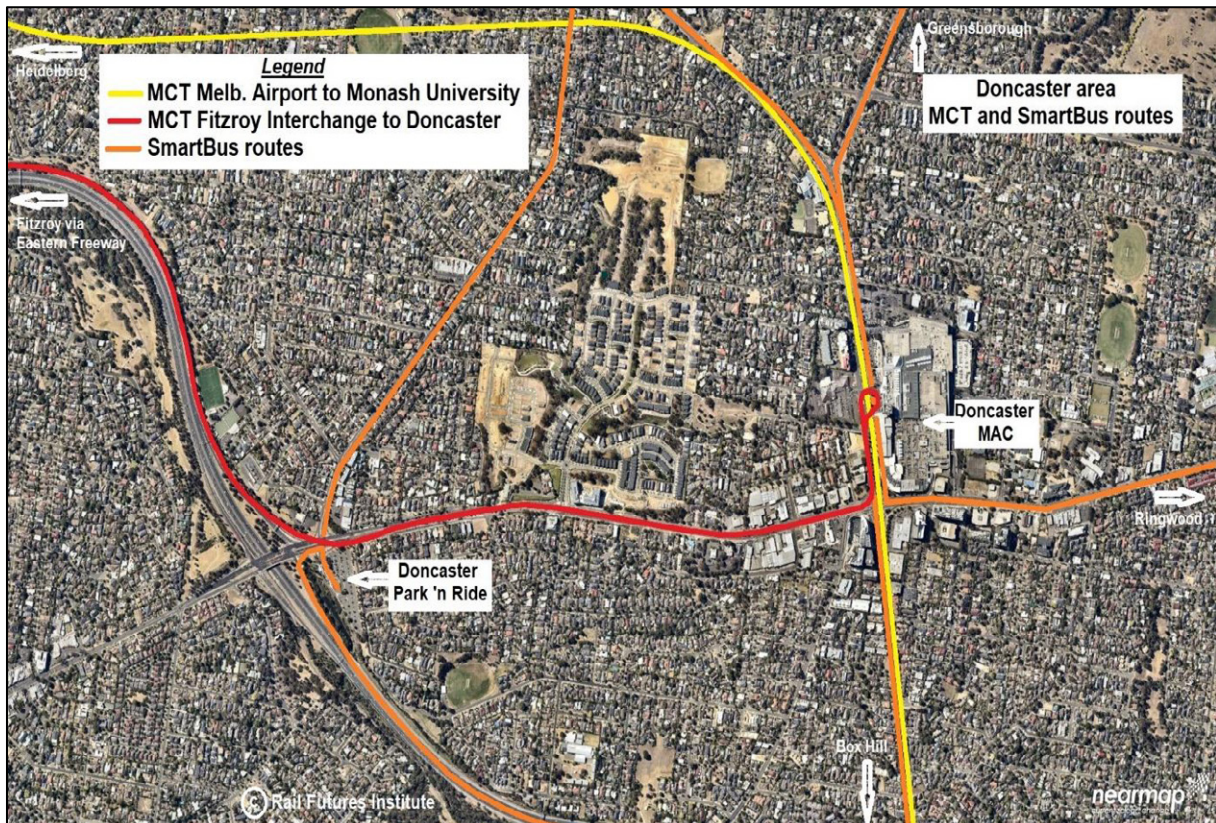 Greensborough
Heidelberg
Legend
MCT Melb. Airport to Monash University
MCT Fitzroy Interchange to Doncaster
SmartBus routes
Doncaster area
MCT and SmartBus routes
Fitzroy via
Eastern Freeway
Doncaster
MAC
Ringwood
Doncaster
Park 'n Ride
Box Hill
© Rail Futures Institute
nearmap